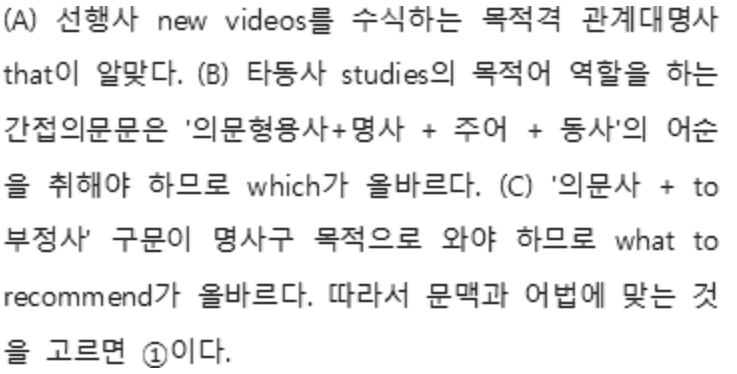 (A) 선행사 new videos를 수식하는 목적격 관계대명사
that이 알맞다. (B) 타동사 studies의 목적어 역할을 하는
간접의문문은 '의문형용사+명사 + 주어 + 동사'의 어순
을 취해야 하므로 which가 올바르다. (C) '의문사 + to
부정사' 구문이 명사구 목적으로 와야 하므로 what to
recommend가 올바르다. 따라서 문맥과 어법에 맞는 것
을 고르면 ①이다.